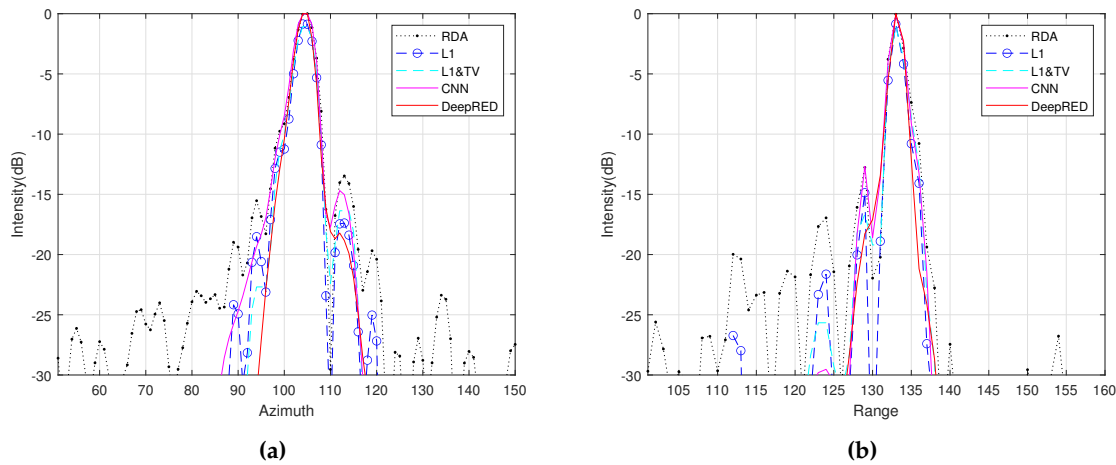 0
-5
-10
-15
-20
-25
-30
Intensity(dB)
60 70 80 90 100 110 120 130 140 150
Azimuth
RDA
L1
L1&TV
CNN
DeepRED
(a)
0
-5
-10
-15
-20
-25
-30
Intensity(dB)
105 110 115 120 125 130 135 140 145 150 155 160
Range
RDA
L1
L1&TV
CNN
DeepRED
(b)